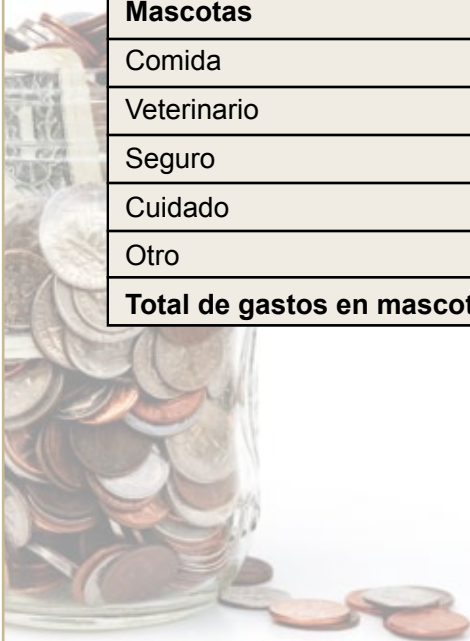 Mascotas
Comida
Veterinario
Seguro
Cuidado
Otro
Total de gastos en mascot